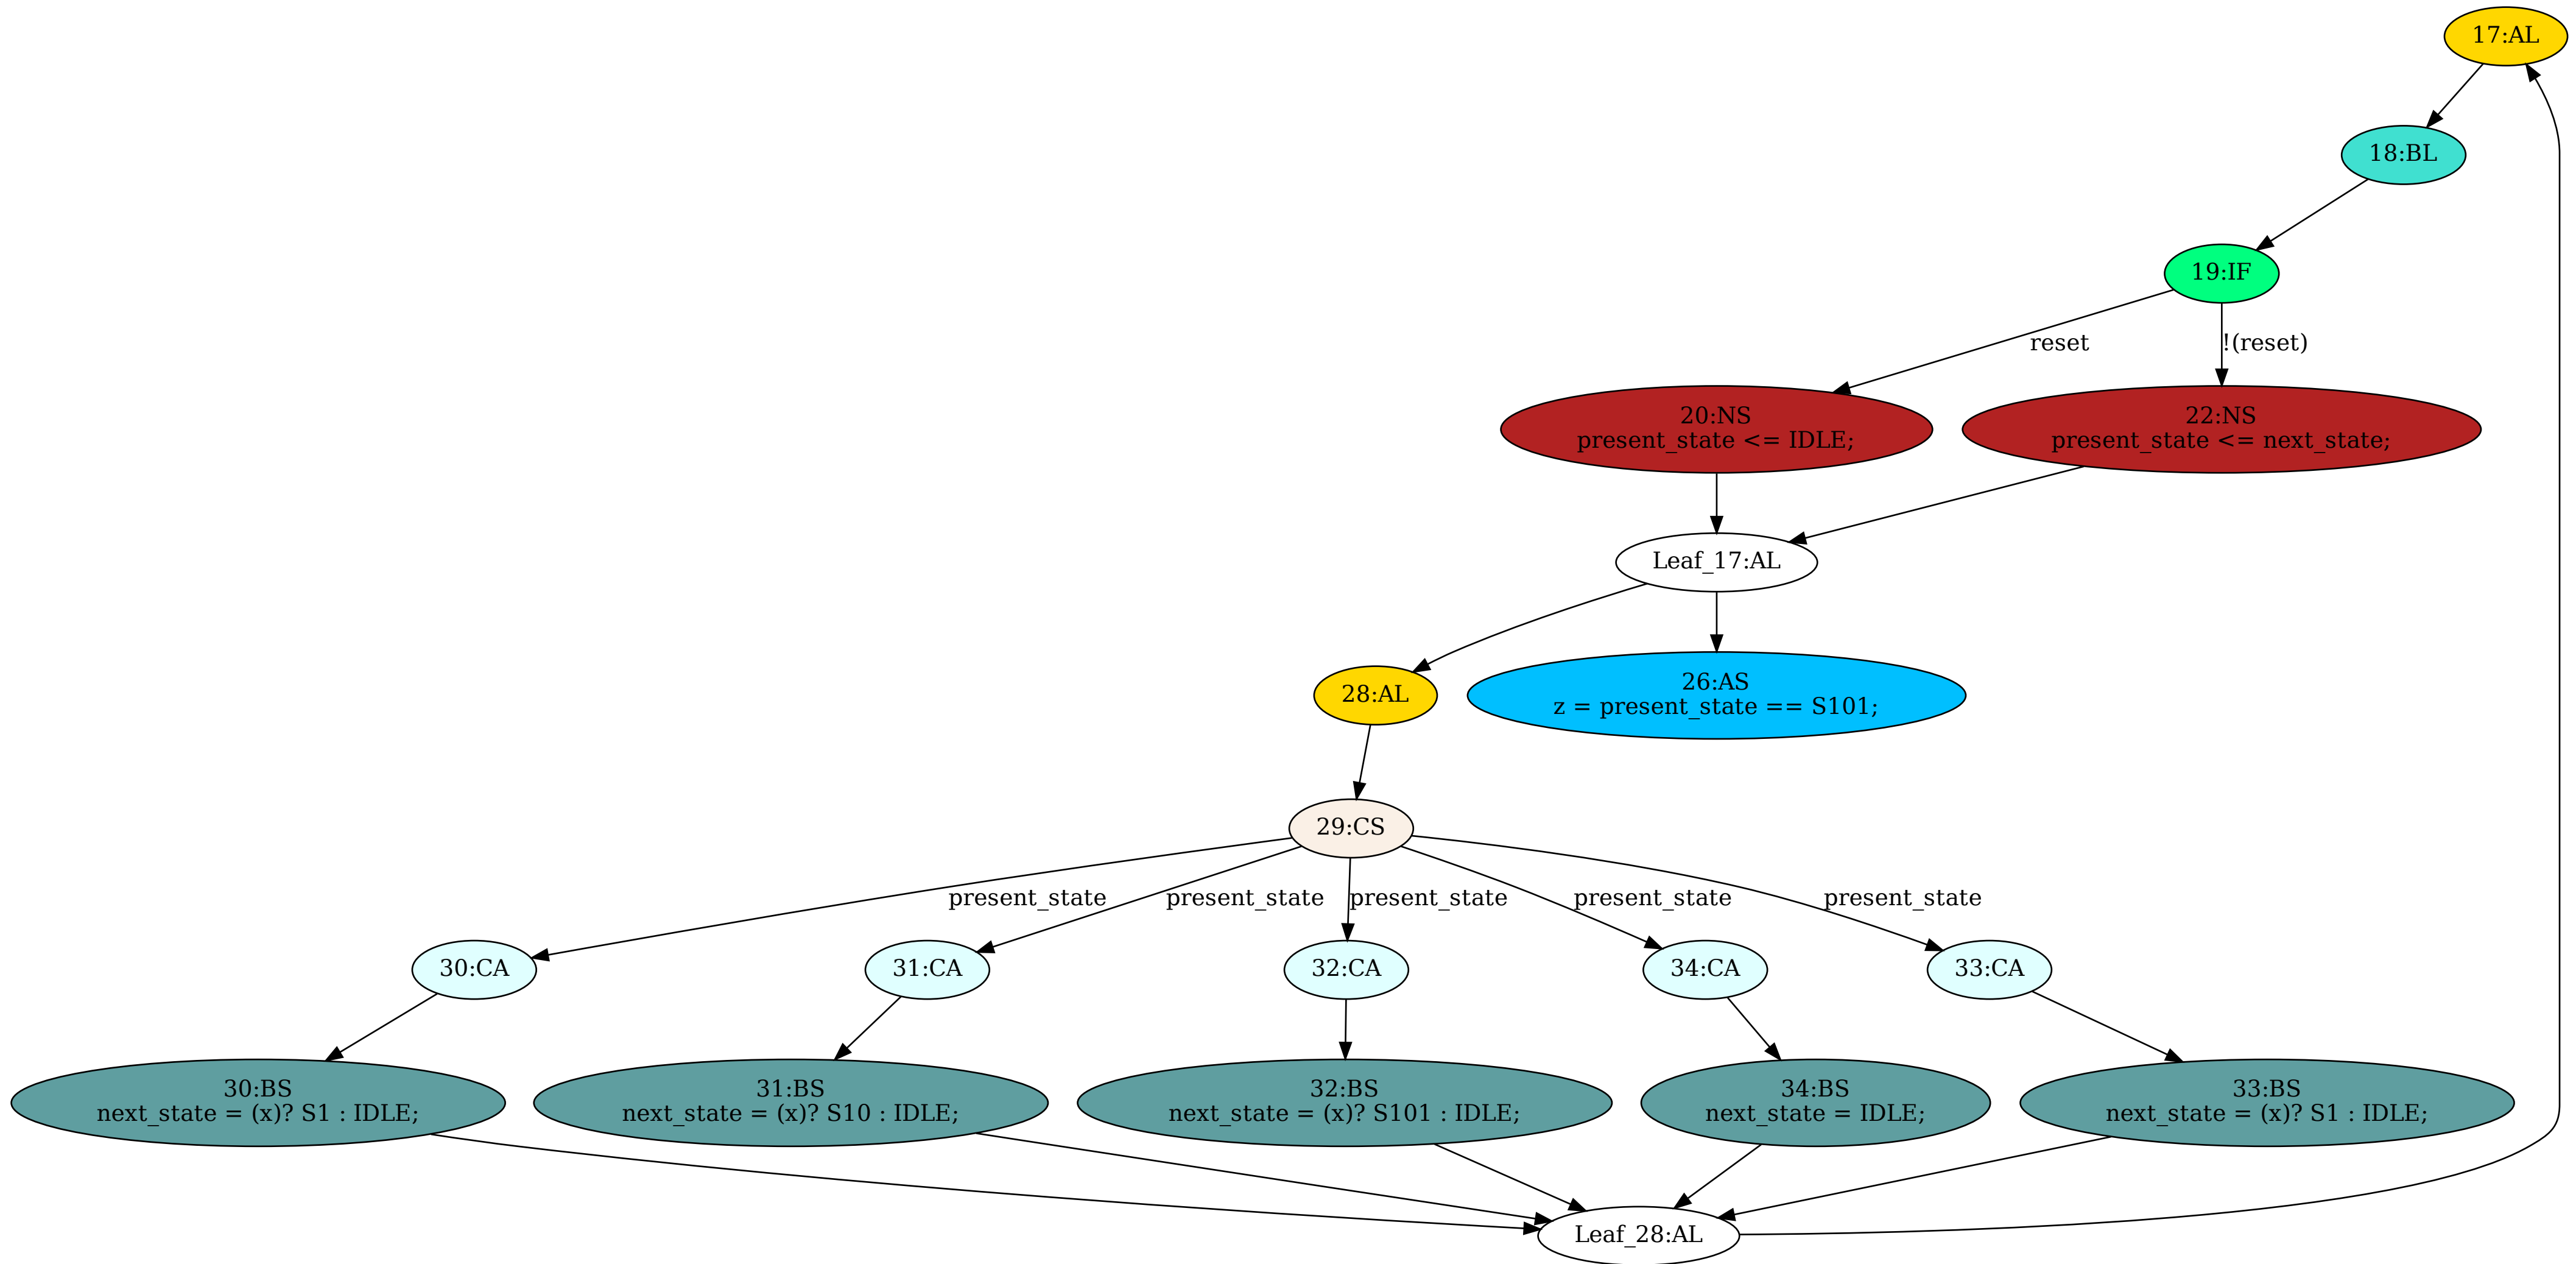 17:AL
18:BL
19:IF
reset
!(reset)
20:NS
present_state <= IDLE;
22:NS
present_state <= next_state;
Leaf_17:AL
28:AL
26:AS
z = present_state == S101;
29:CS
present_state
present_state
present_state
present_state
present_state
30:CA
31:CA
32:CA
34:CA
33:CA
30:BS
next_state = (x)? S1 : IDLE;
31:BS
next_state = (x)? S10 : IDLE;
32:BS
next_state = (x)? S101 : IDLE;
34:BS
next_state = IDLE;
33:BS
next_state = (x)? S1 : IDLE;
Leaf_28:AL